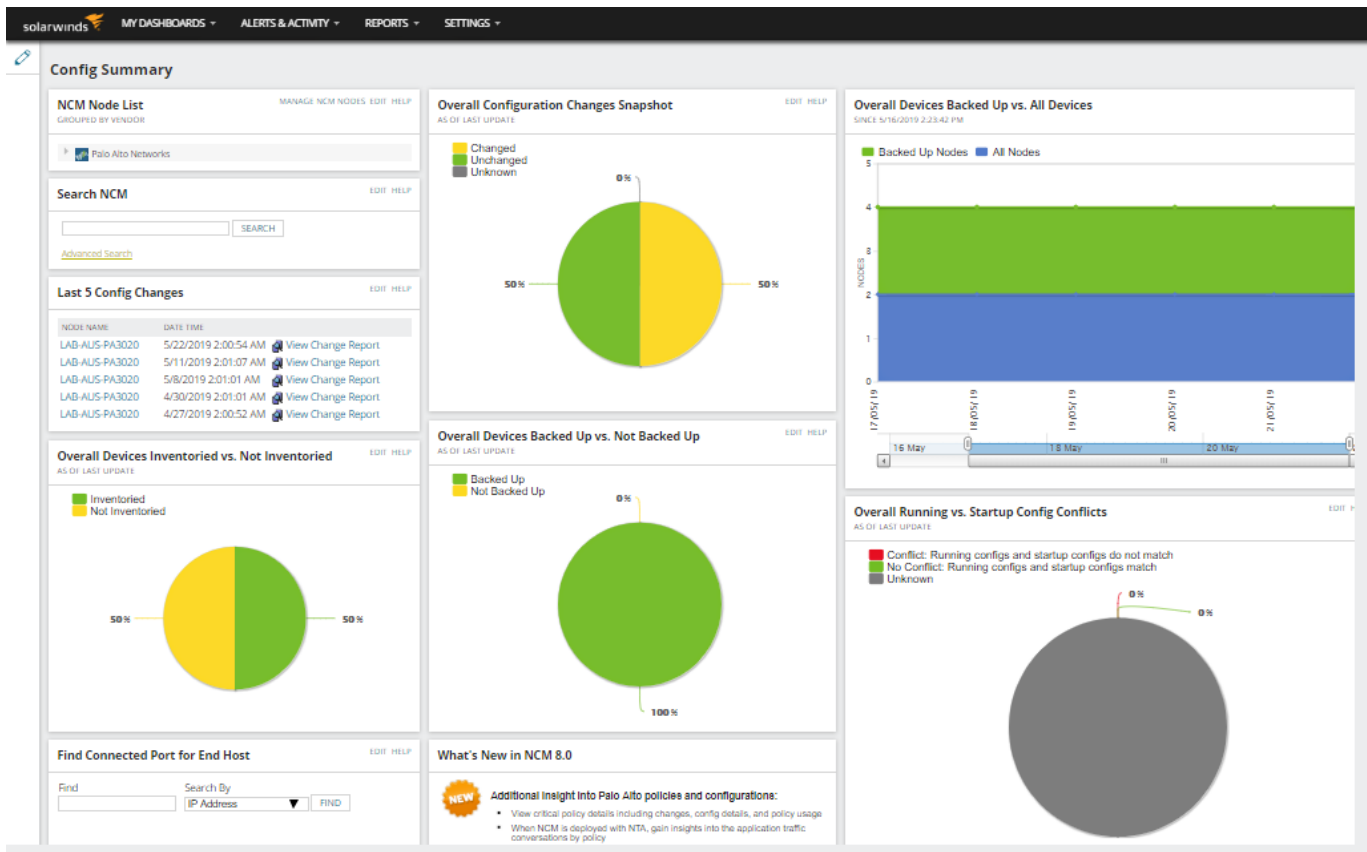 solarwinds MY DASHBOARDS ALERTS & ACTIVITY REPORTS SETTINGS
Config Summary
NCM Node List MANAGE NCM NODES EDIT HELP
GROUPED BY VENDOR
Palo Alto Networks
Search NCM EDIT HELP
SEARCH
Advanced Search
Last 5 Config Changes EDIT HELP
NODE NAME DATE TIME
LAB-AUS-PA3020 5/22/2019 2:00:54 AM View Change Report
LAB-AUS-PA3020 5/11/2019 2:01:07 AM View Change Report
LAB-AUS-PA3020 5/8/2019 2:01:01 AM View Change Report
LAB-AUS-PA3020 4/30/2019 2:01:01 AM View Change Report
LAB-AUS-PA3020 4/27/2019 2:00:52 AM View Change Report
Overall Devices Inventoried vs. Not Inventoried EDIT HELP
AS OF LAST UPDATE
Inventoried
Not Inventoried
50% 50%
Find Connected Port for End Host EDIT HELP
Find Search By
IP Address FIND
Overall Configuration Changes Snapshot EDIT HELP
AS OF LAST UPDATE
Changed
Unchanged
Unknown
0%
50% 50%
Overall Devices Backed Up vs. Not Backed Up EDIT HELP
AS OF LAST UPDATE
Backed Up
Not Backed Up
0%
100%
What's New in NCM 8.0
NEW
Additional insight into Palo Alto policies and configurations:
View critical policy details including changes, config details, and policy usage
When NCM is deployed with NTA, gain insights into the application traffic
conversations by policy
Overall Devices Backed Up vs. All Devices
SINCE 5/16/2019 2:23:42 PM
Backed Up Nodes All Nodes
5
4
3
2
1
0
NODES
17/05/19 18/05/19 19/05/19 20/05/19 21/05/19
16 May 18 May 20 May
Overall Running vs. Startup Config Conflicts EDIT
AS OF LAST UPDATE
Conflict: Running configs and startup configs do not match
No Conflict: Running configs and startup configs match
Unknown
0%
0%